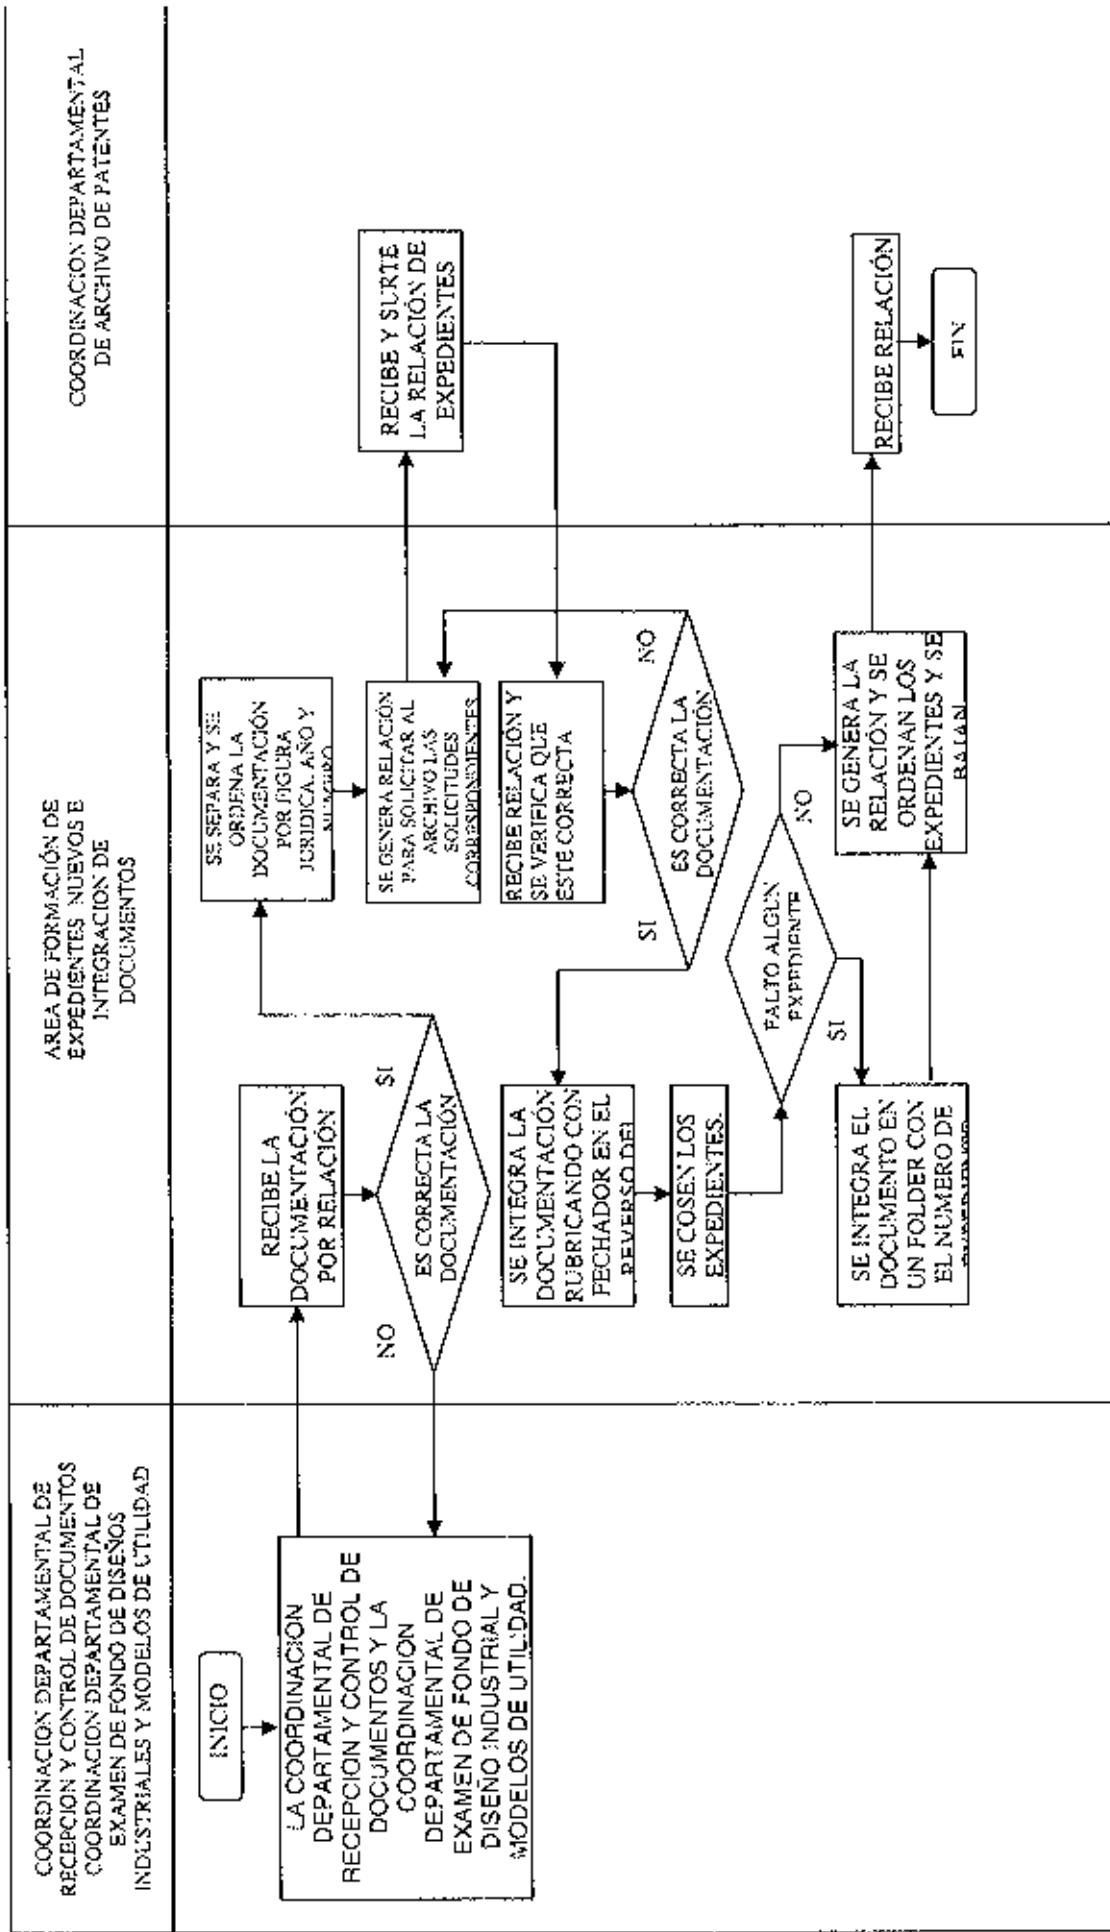 COORDINACION DEPARTAMENTAL DE
RECEPCION Y CONTROL DE DOCUMENTOS
COORDINACION DEPARTAMENTAL DE
EXAMEN DE FONDO DE DISEÑOS
INDUSTRIALES Y MODELOS DE UTILIDAD
AREA DE FORMACIÓN DE
EXPEDIENTES NUEVOS E
INTEGRACION DE
DOCUMENTOS
COORDINACION DEPARTAMENTAL
DE ARCHIVO DE PATENTES
INICIO
LA COORDINACION
DEPARTAMENTAL DE
RECEPCION Y CONTROL DE
DOCUMENTOS Y LA
COORDINACION
DEPARTAMENTAL DE
EXAMEN DE FONDO DE
DISEÑO INDUSTRIAL Y
MODELOS DE UTILIDAD.
RECIBE LA
DOCUMENTACIÓN
POR RELACIÓN
ES CORRECTA LA
DOCUMENTACIÓN
NO
SI
SE SEPARA Y SE
ORDENA LA
DOCUMENTACIÓN
POR FIGURA
JURIDICA, AÑO Y
NUMERO
SE GENERA RELACIÓN
PARA SOLICITAR AL
ARCHIVO LAS
SOLICITUDES
CORRESPONDIENTES
RECIBE Y SURTE
LA RELACIÓN DE
EXPEDIENTES
RECIBE RELACIÓN Y
SE VERIFICA QUE
ESTE CORRECTA
ES CORRECTA LA
DOCUMENTACIÓN
SI
NO
SE INTEGRA LA
DOCUMENTACIÓN
RUBRICANDO CON
FECHADOR EN EL
REVERSO DEL
SE COSEN LOS
EXPEDIENTES.
FALTO ALGUN
EXPEDIENTE
SI
NO
SE INTEGRA EL
DOCUMENTO EN
UN FOLDER CON
EL NUMERO DE
SE GENERA LA
RELACIÓN Y SE
ORDENAN LOS
EXPEDIENTES Y SE
BAJAN
RECIBE RELACIÓN
FIN